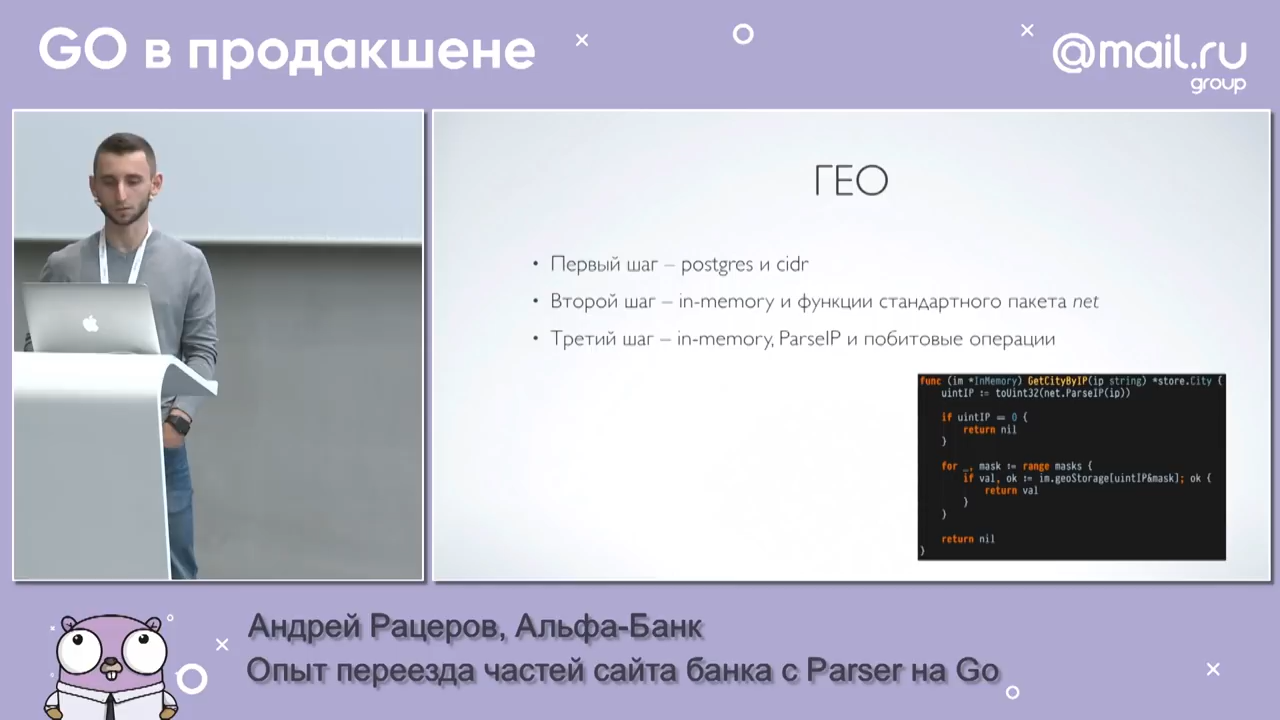 GO в продакшене
@mail.ru
group
ГЕО
• Первый шаг – postgres и cidr
• Второй шаг – in-memory и функции стандартного пакета net
• Третий шаг – in-memory, ParseIP и побитовые операции
func (im *InMemory) GetCityByIP(ip string) *store.City {
uintIP := toUint32(net.ParseIP(ip))
if uintIP == 0 {
return nil
}
for _, mask := range masks {
if val, ok := im.geoStorage[uintIP&mask]; ok {
return val
}
}
return nil
}
Андрей Рацеров, Альфа-Банк
Опыт переезда частей сайта банка с Parser на Go